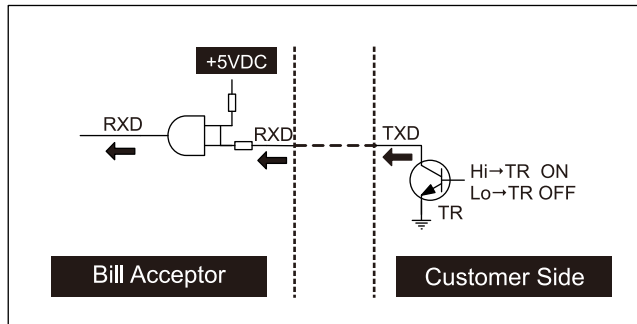 +5VDC
RXD
RXD
TXD
Hi→TR ON
Lo→TR OFF
TR
Bill Acceptor
Customer Side